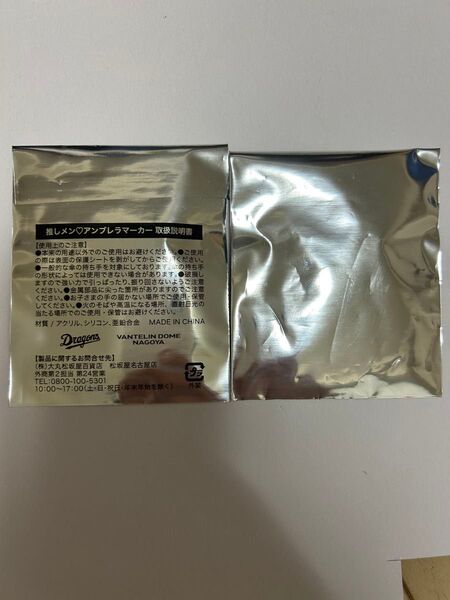 推しメン♡アンブレラマーカー 取扱説明書
【使用上のご注意】
●本来の用途以外でのご使用はお避けください。●ご使用
の際は表面の保護シートを剥がしてからご使用ください。
●一般的な傘の持ち手を対象にしております。傘の持ち手
の形状によっては使用できない場合があります。●破損し
ますので強い力で引っぱったり、振り回さないようご注意
ください。●金属部品に尖った箇所がありますのでご注意
ください。●お子さまの手の届かない場所でご使用・保管
してください。●火のそばや高温になる場所、直射日光の
当たる場所でのご使用・保管はお避けください。
材質 / アクリル、シリコン、亜鉛合金 MADE IN CHINA
Dragons VANTELIN DOME
NAGOYA
【製品に関するお問合せ先】
(株)大丸松坂屋百貨店 松坂屋名古屋店
外商第2担当 第24営業
TEL:0800-100-5301
10:00〜17:00(土・日・祝日・年末年始を除く)
プラ
外装